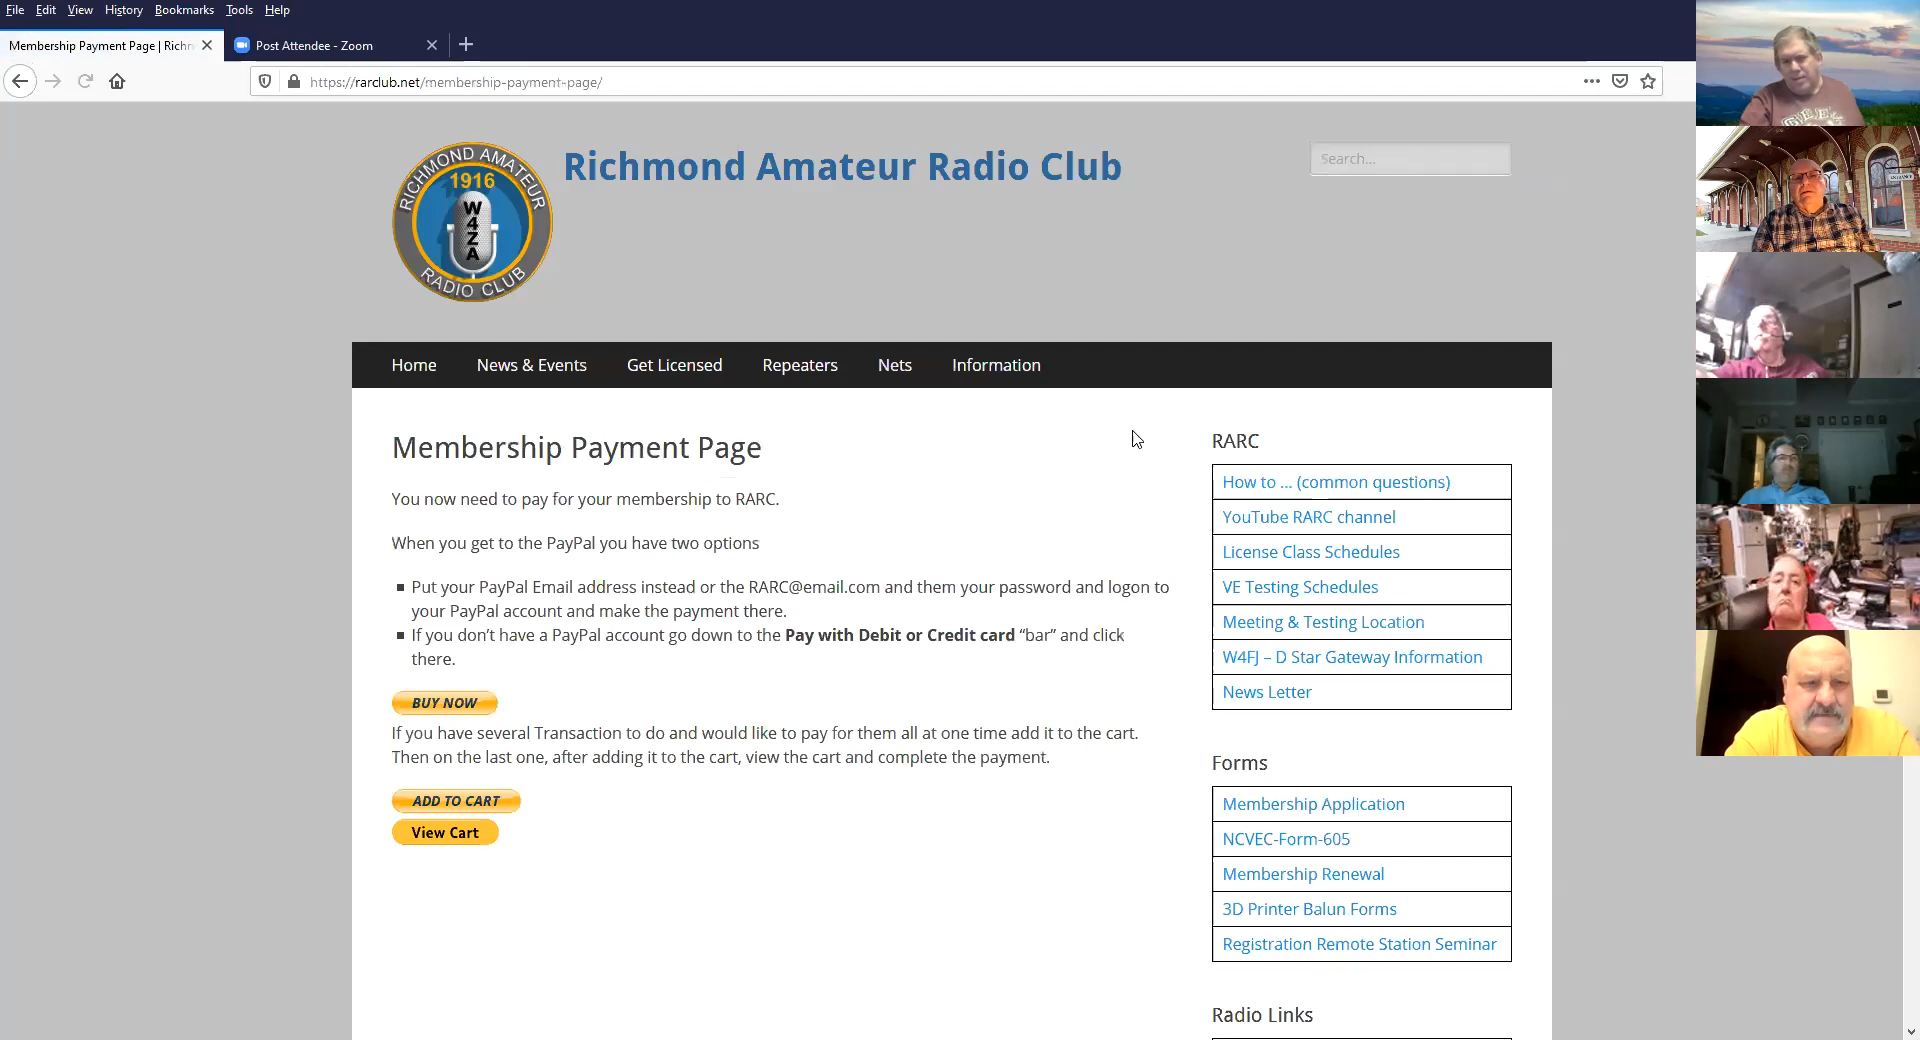 File Edit View History Bookmarks Tools Help
Membership Payment Page | Richm
Post Attendee - Zoom
https://rarclub.net/membership-payment-page/
RICHMOND AMATEUR
1916
W4ZA
RADIO CLUB
Richmond Amateur Radio Club
Search...
Home News & Events Get Licensed Repeaters Nets Information
Membership Payment Page
You now need to pay for your membership to RARC.
When you get to the PayPal you have two options
Put your PayPal Email address instead or the RARC@email.com and them your password and logon to
your PayPal account and make the payment there.
If you don’t have a PayPal account go down to the Pay with Debit or Credit card “bar” and click
there.
BUY NOW
If you have several Transaction to do and would like to pay for them all at one time add it to the cart.
Then on the last one, after adding it to the cart, view the cart and complete the payment.
ADD TO CART
View Cart
RARC
How to ... (common questions)
YouTube RARC channel
License Class Schedules
VE Testing Schedules
Meeting & Testing Location
W4FJ – D Star Gateway Information
News Letter
Forms
Membership Application
NCVEC-Form-605
Membership Renewal
3D Printer Balun Forms
Registration Remote Station Seminar
Radio Links
ENTRANCE